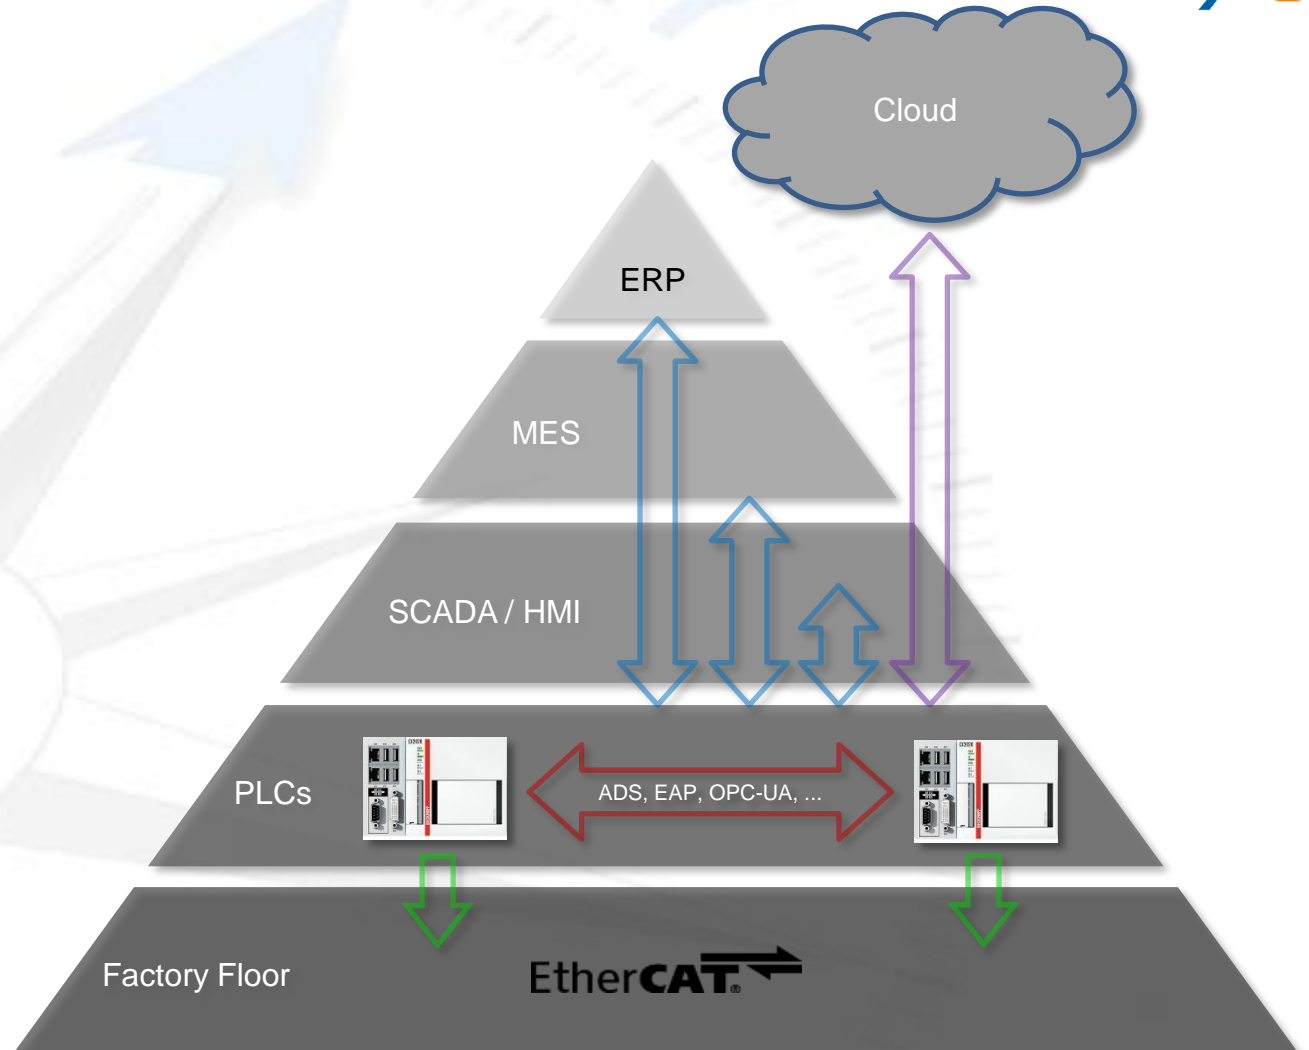 Cloud
ERP
MES
SCADA / HMI
PLCs
ADS, EAP, OPC-UA, ...
Factory Floor
EtherCAT®